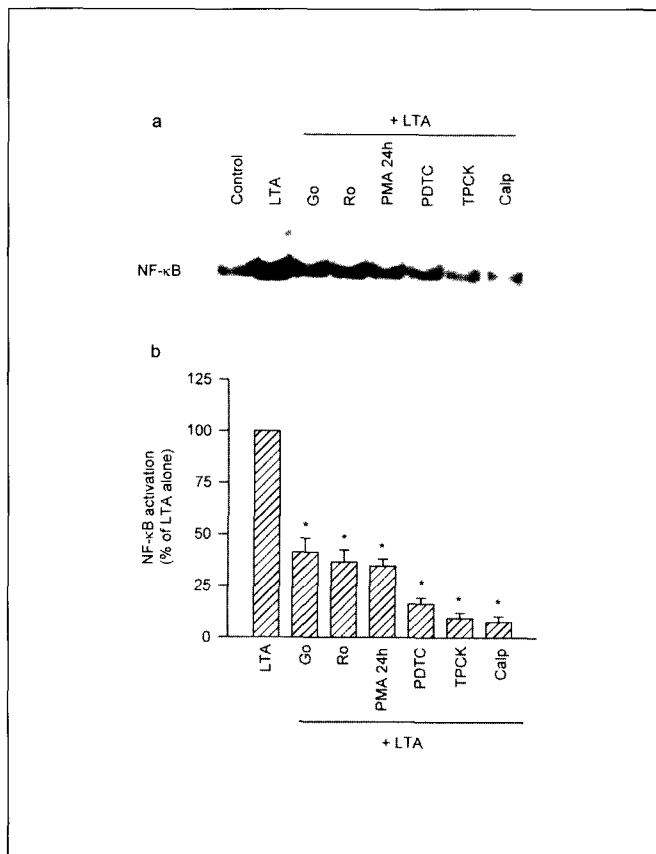 a
+ LTA
Control LTA Go Ro PMA 24h PDTC TPCK Calp
NF-κB
b
NF-κB activation
(% of LTA alone)
125
100
75
50
25
0
* * * * * *
LTA Go Ro PMA 24h PDTC TPCK Calp
+ LTA